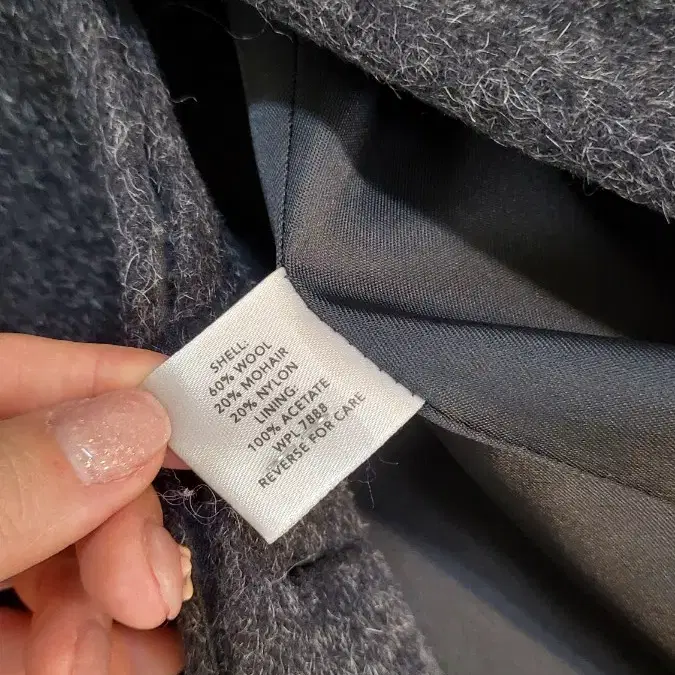 SHELL:
60% WOOL
20% MOHAIR
20% NYLON
LINING:
100% ACETATE
WPL 7888
REVERSE FOR CARE